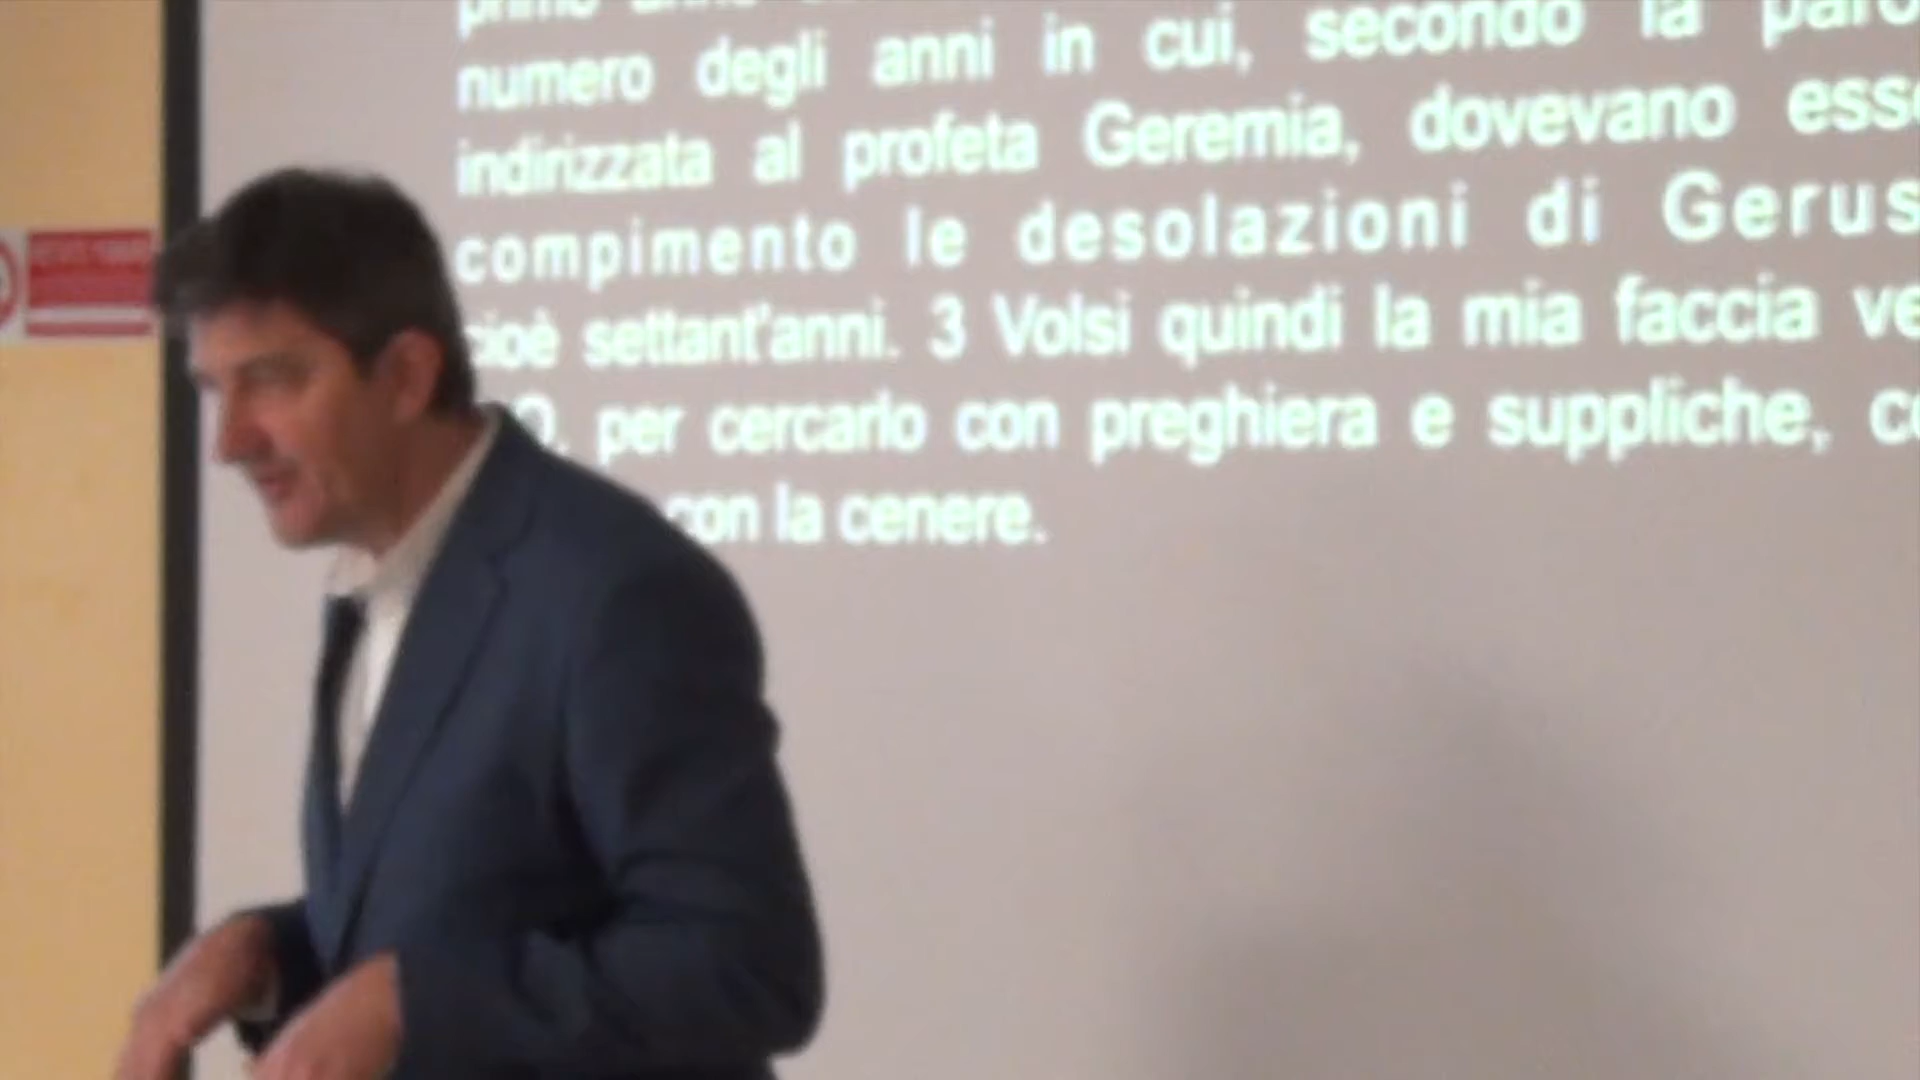 primo
numero degli anni in cui, secondo la
indirizzata al profeta Geremia, dovevano
compimento le desolazioni di
cioè settant'anni. 3 Volsi quindi la mia faccia
per cercarlo con preghiera e suppliche,
con la cenere.